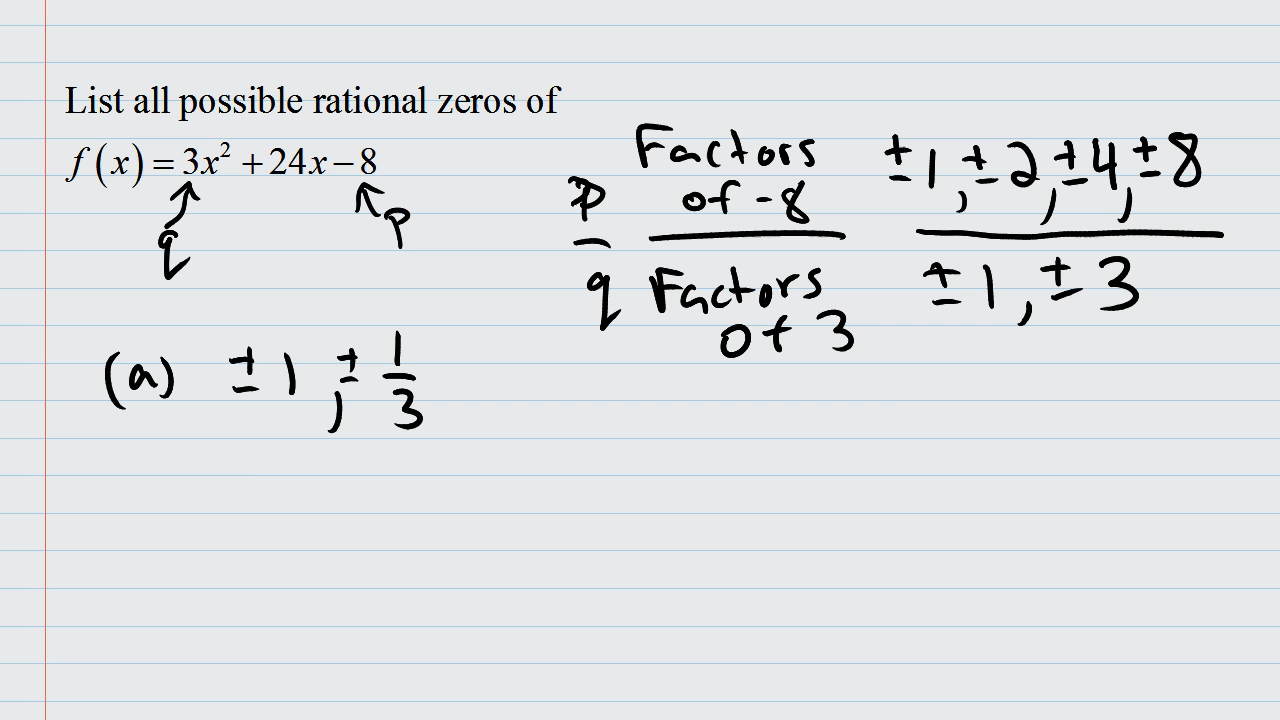 List all possible rational zeros of
f(x) = 3x² + 24x − 8
q p
p/q
Factors of -8 / Factors of 3
±1, ±2, ±4, ±8 / ±1, ±3
(a) ±1, ±1/3